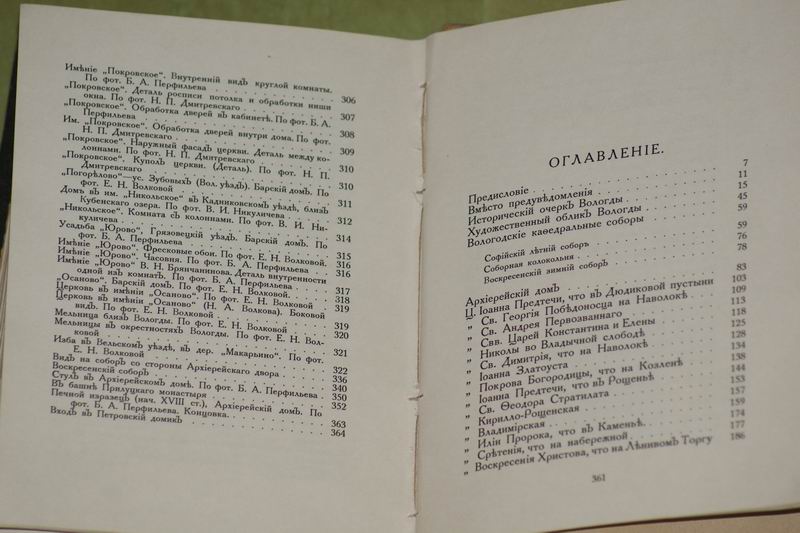 Имѣніе „Покровское“. Внутренній видъ круглой комнаты.
По фот. Б. А. Перфильева . . . . . . . . . . 306
„Покровское“. Деталь росписи потолка и обработки ниши
окна. По фот. Н. П. Дмитревскаго . . . . . . . 307
„Покровское“. Обработка дверей въ кабинетѣ. По фот. Б. А.
Перфильева . . . . . . . . . . 308
Им. „Покровское“. Обработка дверей внутри дома. По фот.
Н. П. Дмитревскаго . . . . . . . . . . 309
„Покровское“. Наружный фасадъ церкви. Деталь между ко-
лоннами. По фот. Н. П. Дмитревскаго . . . . . . 310
„Покровское“. Куполъ церкви. (Деталь). По фот. Н. П.
Дмитревскаго . . . . . . . . . . 310
„Погорѣлово“—ус. Зубовыхъ (Вол. уѣздъ). Барскій домъ. По
фот. Е. Н. Волковой . . . . . . . . . . 311
Домъ въ им. „Никольское“ въ Кадниковскомъ уѣздѣ, близъ
Кубенскаго озера. По фот. В. И. Никуличева . . . 312
„Никольское“. Комната съ колоннами. По фот. В. И. Ни-
куличева . . . . . . . . . . 314
Усадьба „Юрово“, Грязовецкій уѣздъ. Барскій домъ. По
фот. Б. А. Перфильева . . . . . . . . . . 315
Имѣніе „Юрово“. Фресковые обои. По фот. Е. Н. Волковой. 316
Имѣніе „Юрово“. Часовня. По фот. Б. А. Перфильева . . . 316
Имѣніе „Юрово“ В. Н. Брянчанинова. Деталь внутренности
одной изъ комнатъ. По фот. Б. А. Перфильева . . . 317
„Осаново“. Барскій домъ. По фот. Е. Н. Волковой. . . . 318
Церковь въ имѣніи „Осаново“. По фот. Е. Н. Волковой . . 319
Церковь въ имѣніи „Осаново“ (Н. А. Волкова). Боковой
видъ. По фот. Е. Н. Волковой . . . . . . . 319
Мельница близъ Вологды. По фот. Е. Н. Волковой . . . . 320
Мельницы въ окрестностяхъ Вологды. По фот. Е. Н. Вол-
ковой . . . . . . . . . . 321
Изба въ Вельскомъ уѣздѣ, въ дер. „Макарьино“. По фот.
Е. Н. Волковой . . . . . . . . . . 322
Видъ на соборъ со стороны Архіерейскаго двора . . . . . 336
Воскресенскій соборъ . . . . . . . . . . 340
Стулъ въ Архіерейскомъ домѣ. По фот. Б. А. Перфильева . 350
Въ башнѣ Прилуцкаго монастыря . . . . . . . . . . 352
Печной изразецъ (нач. XVIII ст.). Архіерейскій домъ. По
фот. Б. А. Перфильева. Концовка. . . . . . . . 363
Входъ въ Петровскій домикъ . . . . . . . . . . 364
ОГЛАВЛЕНІЕ.
Предисловіе . . . . . . . . . . 7
Вмѣсто предувѣдомленія . . . . . . . . . . 11
Историческій очеркъ Вологды . . . . . . . . . . 15
Художественный обликъ Вологды . . . . . . . . . . 45
Вологодскіе каѳедральные соборы . . . . . . . . . . 59
Софійскій лѣтній соборъ . . . . . . . . . . 59
Соборная колокольня . . . . . . . . . . 76
Воскресенскій зимній соборъ . . . . . . . . . . 78
Архіерейскій домъ . . . . . . . . . . 83
Ц. Іоанна Предтечи, что въ Дюдиковой пустыни 103
„ Св. Георгія Побѣдоносца на Наволокѣ . . . . 109
„ Св. Андрея Первозваннаго . . . . . . . . 113
„ Свв. Царей Константина и Елены . . . . . . 118
„ Николы во Владычной слободѣ . . . . . . . 125
„ Св. Димитрія, что на Наволокѣ . . . . . . . 128
„ Іоанна Златоуста . . . . . . . . . . 134
„ Покрова Богородицы, что на Козленѣ . . . . 138
„ Іоанна Предтечи, что въ Рощеньѣ . . . . . 144
„ Св. Ѳеодора Стратилата . . . . . . . . . . 153
„ Кирилло-Рощенская . . . . . . . . . . 157
„ Владимірская . . . . . . . . . . 159
„ Иліи Пророка, что въ Каменьѣ. . . . . . . 174
„ Срѣтенія, что на набережной . . . . . . . 177
„ Воскресенія Христова, что на Лѣнивомъ Торгу 186
361